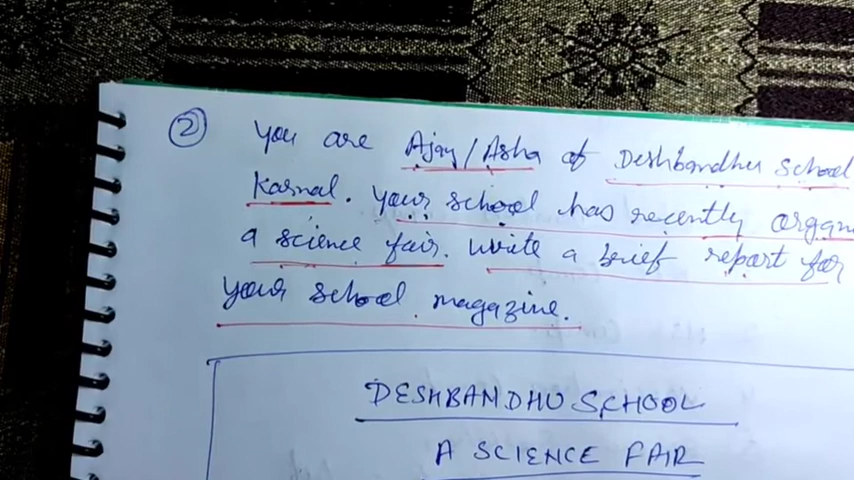 2 You are Ajay/Asha of Deshbandhu School
Karnal. Your school has recently organ
a science fair. Write a brief report for
your school magazine.
DESHBANDHU SCHOOL
A SCIENCE FAIR